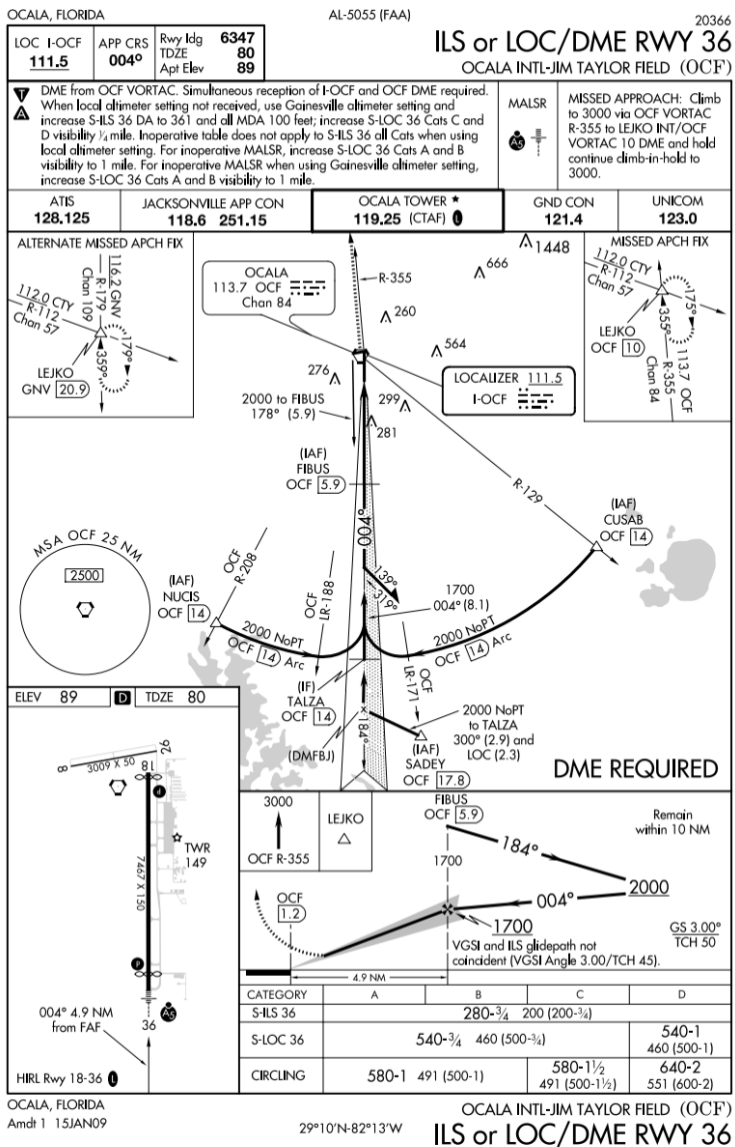 OCALA, FLORIDA
AL-5055 (FAA)
20366
LOC I-OCF
111.5
APP CRS
004°
Rwy ldg 6347
TDZE 80
Apt Elev 89
ILS or LOC/DME RWY 36
OCALA INTL-JIM TAYLOR FIELD (OCF)
T
A
DME from OCF VORTAC. Simultaneous reception of I-OCF and OCF DME required.
When local altimeter setting not received, use Gainesville altimeter setting and
increase S-ILS 36 DA to 361 and all MDA 100 feet; increase S-LOC 36 Cats C and
D visibility ¼ mile. Inoperative table does not apply to S-ILS 36 all Cats when using
local altimeter setting. For inoperative MALSR, increase S-LOC 36 Cats A and B
visibility to 1 mile. For inoperative MALSR when using Gainesville altimeter setting,
increase S-LOC 36 Cats A and B visibility to 1 mile.
MALSR
A5
MISSED APPROACH: Climb
to 3000 via OCF VORTAC
R-355 to LEJKO INT/OCF
VORTAC 10 DME and hold
continue climb-in-hold to
3000.
ATIS
128.125
JACKSONVILLE APP CON
118.6 251.15
OCALA TOWER ★
119.25 (CTAF) L
GND CON
121.4
UNICOM
123.0
ALTERNATE MISSED APCH FIX
116.2 GNV
R-179
Chan 109
112.0 CTY
R-112
Chan 57
179°
359°
LEJKO
GNV 20.9
OCALA
113.7 OCF
Chan 84
R-355
1448
666
260
564
276
299
281
MISSED APCH FIX
112.0 CTY
R-112
Chan 57
175°
355°
LEJKO
OCF 10
113.7 OCF
R-355
Chan 84
LOCALIZER 111.5
I-OCF
2000 to FIBUS
178° (5.9)
(IAF)
FIBUS
OCF 5.9
R-129
(IAF)
CUSAB
OCF 14
004°
MSA OCF 25 NM
2500
OCF
R-208
(IAF)
NUCIS
OCF 14
OCF
LR-188
139°
319°
1700
004° (8.1)
2000 NoPT
OCF 14 Arc
2000 NoPT
OCF 14 Arc
OCF
LR-171
(IF)
TALZA
OCF 14
184°
(DMFBJ)
2000 NoPT
to TALZA
300° (2.9) and
LOC (2.3)
(IAF)
SADEY
OCF 17.8
DME REQUIRED
ELEV 89
D
TDZE 80
26
8
3009 X 50
18
TWR
149
7467 X 150
P
A5
36
004° 4.9 NM
from FAF
HIRL Rwy 18-36 L
3000
OCF R-355
LEJKO
FIBUS
OCF 5.9
Remain
within 10 NM
1700
184°
2000
004°
OCF
1.2
1700
VGSI and ILS glidepath not
coincident (VGSI Angle 3.00/TCH 45).
GS 3.00°
TCH 50
4.9 NM
CATEGORY A B C D
S-ILS 36 280-¾ 200 (200-¾)
S-LOC 36 540-¾ 460 (500-¾) 540-1 460 (500-1)
CIRCLING 580-1 491 (500-1) 580-1½ 491 (500-1½) 640-2 551 (600-2)
OCALA, FLORIDA
Amdt 1 15JAN09
29°10'N-82°13'W
OCALA INTL-JIM TAYLOR FIELD (OCF)
ILS or LOC/DME RWY 36